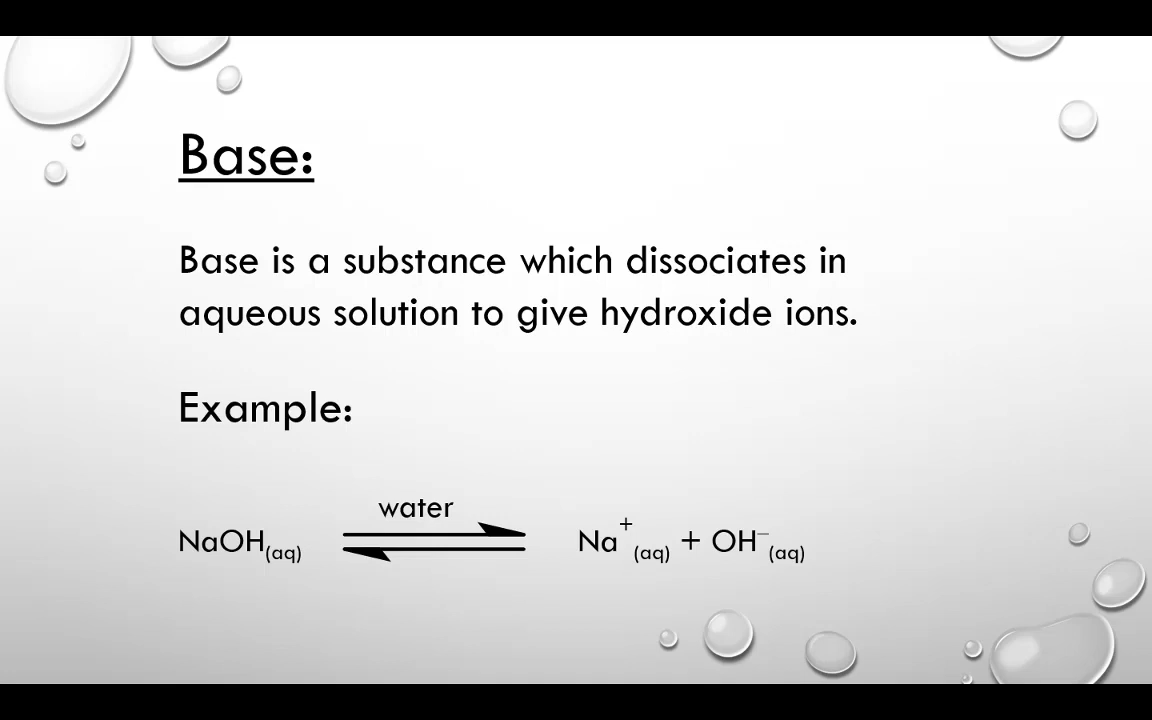 Base:
Base is a substance which dissociates in
aqueous solution to give hydroxide ions.
Example:
water
NaOH(aq) ⇌ Na⁺(aq) + OH⁻(aq)